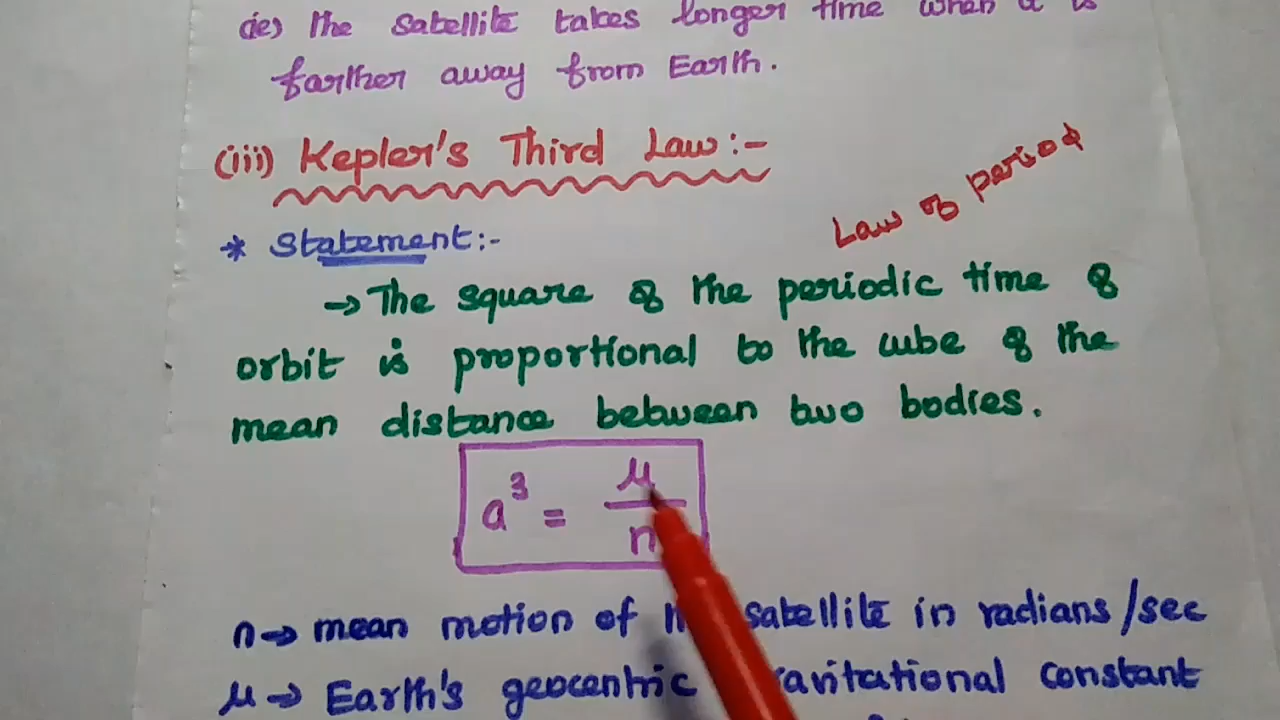 (ie) The satellite takes longer time when it is
farther away from Earth.
(iii) Kepler's Third Law:-
Law of period
* Statement:-
→ The square of the periodic time of
orbit is proportional to the cube of the
mean distance between two bodies.
a³ = μ/n
n → mean motion of satellite in radians/sec
μ → Earth's geocentric gravitational constant